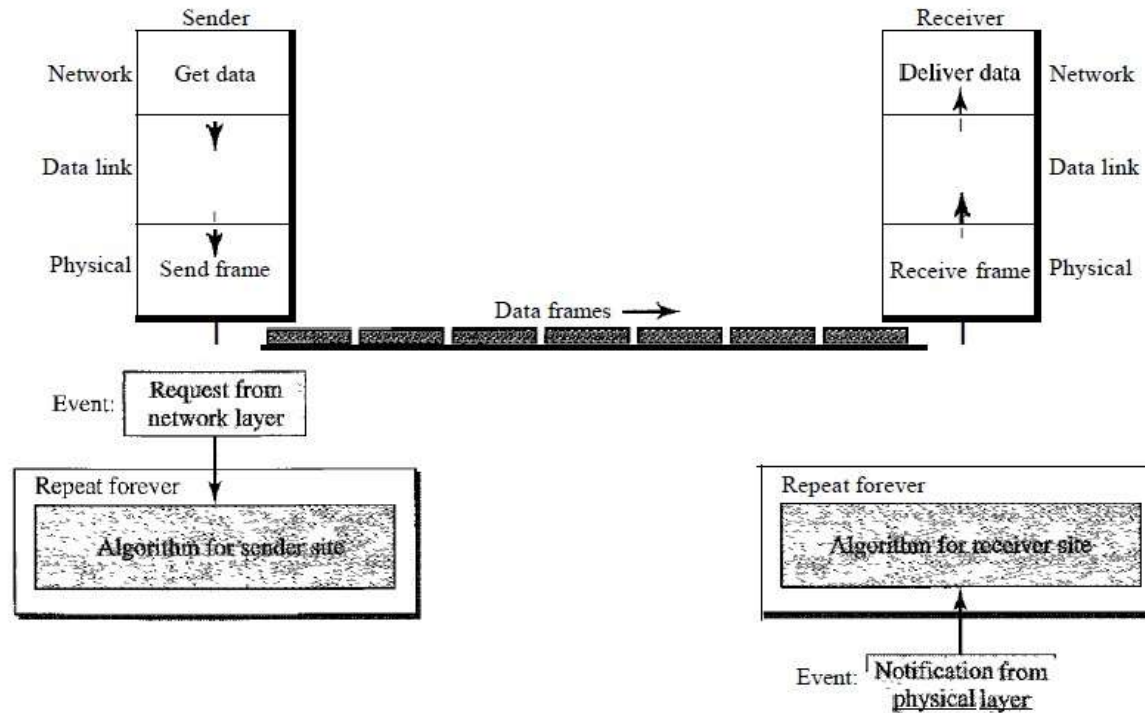 Sender
Receiver
Network
Get data
Deliver data
Network
Data link
Data link
Physical
Send frame
Receive frame
Physical
Data frames
Event:
Request from
network layer
Repeat forever
Algorithm for sender site
Repeat forever
Algorithm for receiver site
Event:
Notification from
physical layer